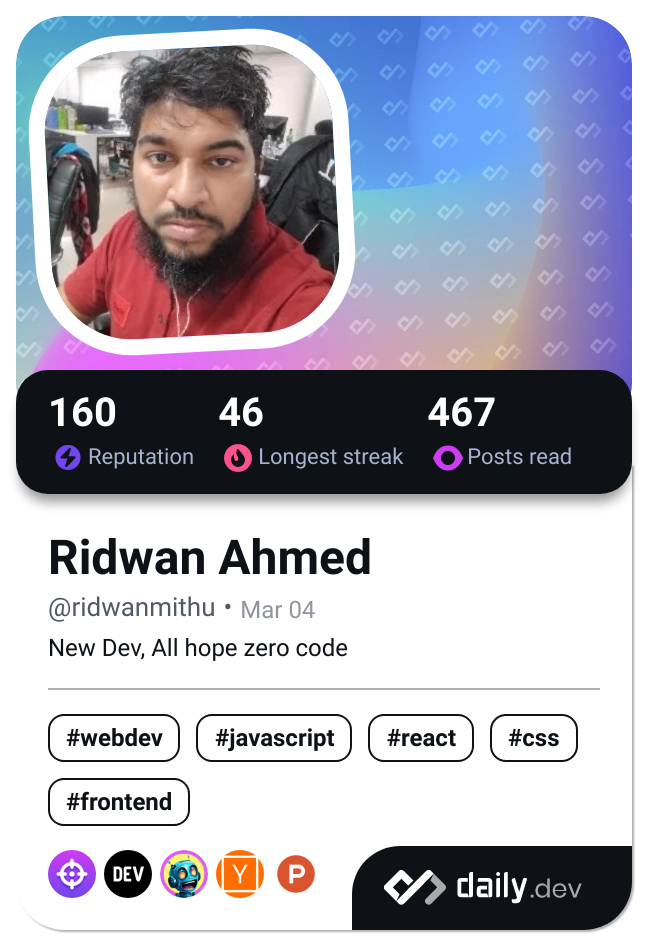 160 46 467
Reputation Longest streak Posts read
Ridwan Ahmed
@ridwanmithu • Mar 04
New Dev, All hope zero code
#webdev #javascript #react #css
#frontend
DEV Y P
daily.dev